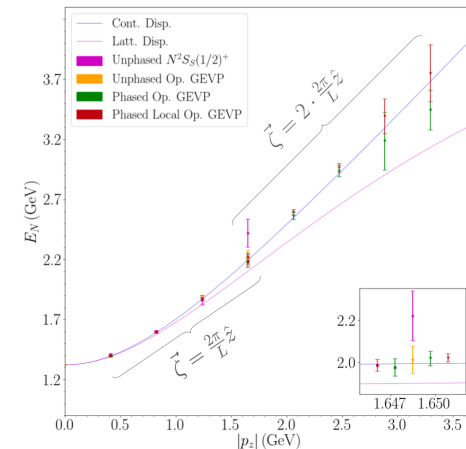 Cont. Disp.
Latt. Disp.
Unphased N²S_S(1/2)⁺
Unphased Op. GEVP
Phased Op. GEVP
Phased Local Op. GEVP
3.7
3.2
2.7
2.2
1.7
1.2
E_N (GeV)
ζ⃗ = 2 · 2π/L ẑ
ζ⃗ = 2π/L ẑ
2.2
2.0
1.647 1.650
0.0 0.5 1.0 1.5 2.0 2.5 3.0 3.5
|p_z| (GeV)